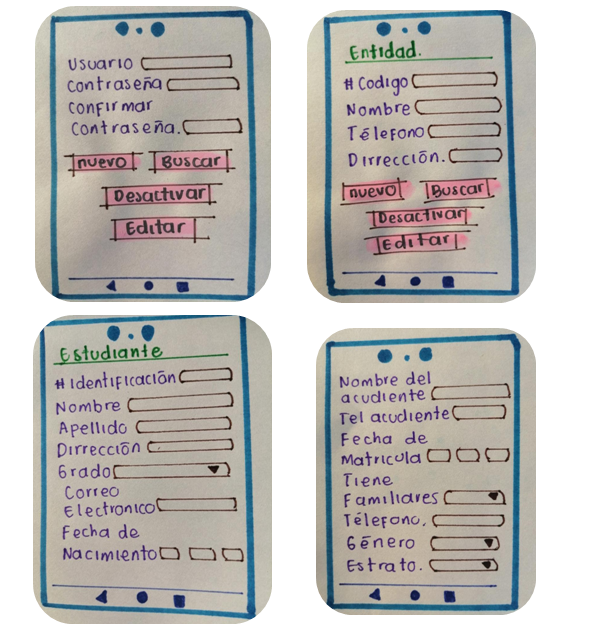 Usuario
Contraseña
Confirmar
Contraseña.
nuevo Buscar
Desactivar
Editar
Entidad.
# Codigo
Nombre
Télefono
Dirrección.
nuevo Buscar
Desactivar
Editar
Estudiante
# Identificación
Nombre
Apellido
Dirrección
Grado
Correo
Electronico
Fecha de
Nacimiento
Nombre del
acudiente
Tel acudiente
Fecha de
Matricula
Tiene
Familiares
Télefono.
Género
Estrato.